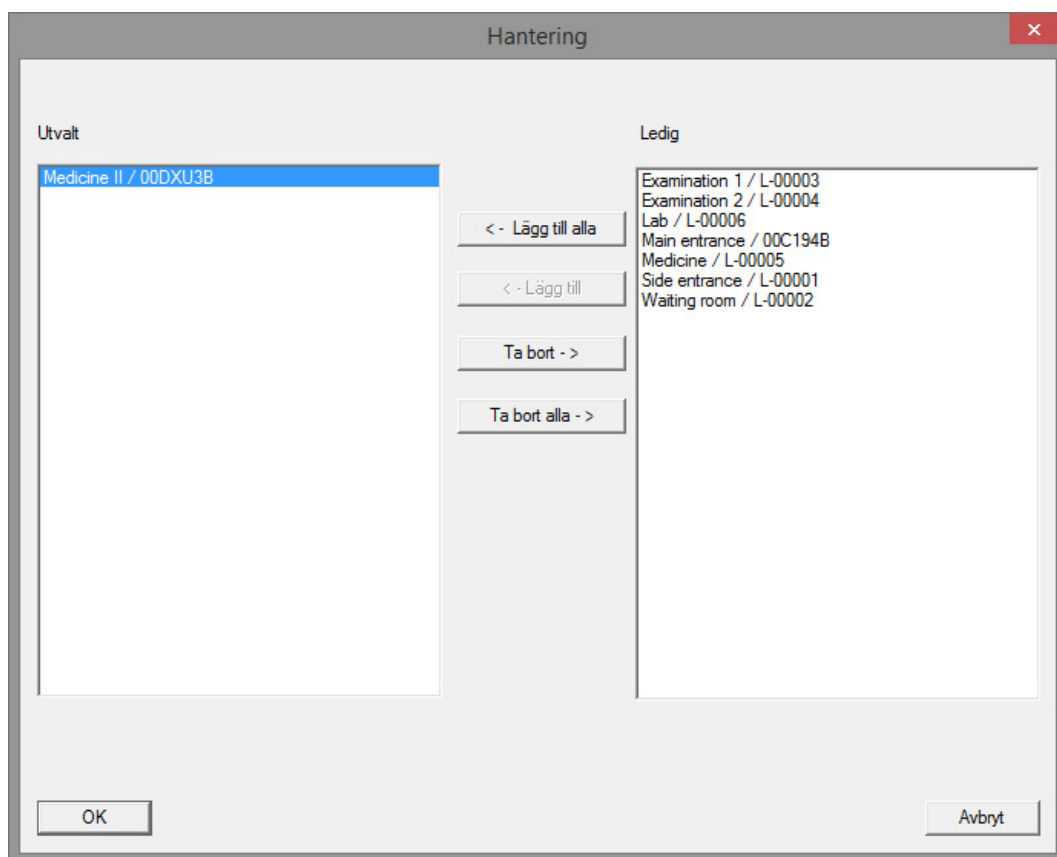 Hantering
Utvalt
Medicine II / 00DXU3B
< - Lägg till alla
< - Lägg till
Ta bort - >
Ta bort alla - >
Ledig
Examination 1 / L-00003
Examination 2 / L-00004
Lab / L-00006
Main entrance / 00C194B
Medicine / L-00005
Side entrance / L-00001
Waiting room / L-00002
OK
Avbryt